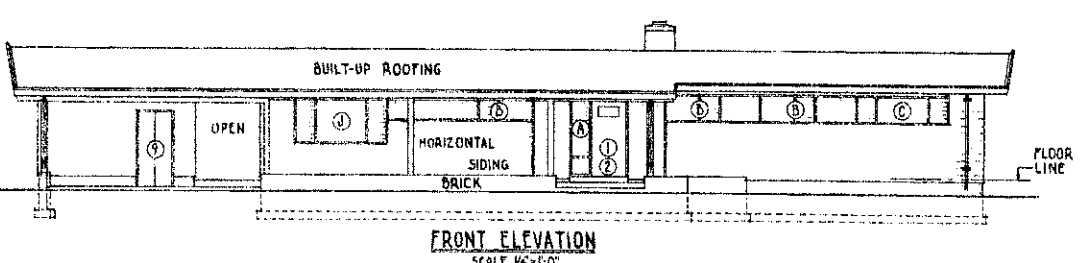 BUILT-UP ROOFING
OPEN
9
J
B
HORIZONTAL
SIDING
BRICK
A
1
2
B
C
FLOOR
LINE
FRONT ELEVATION